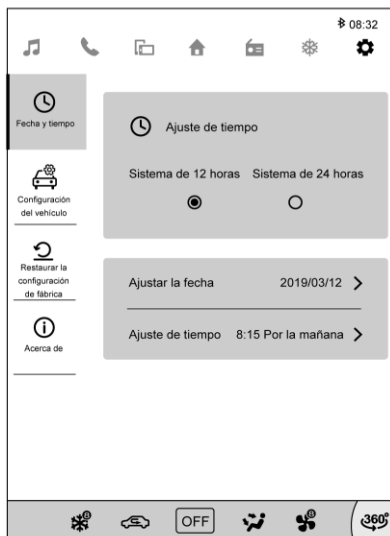 08:32
Fecha y tiempo
Ajuste de tiempo
Sistema de 12 horas Sistema de 24 horas
Configuración
del vehículo
Restaurar la
configuración
de fábrica
Ajustar la fecha 2019/03/12
Ajuste de tiempo 8:15 Por la mañana
Acerca de
OFF
360°